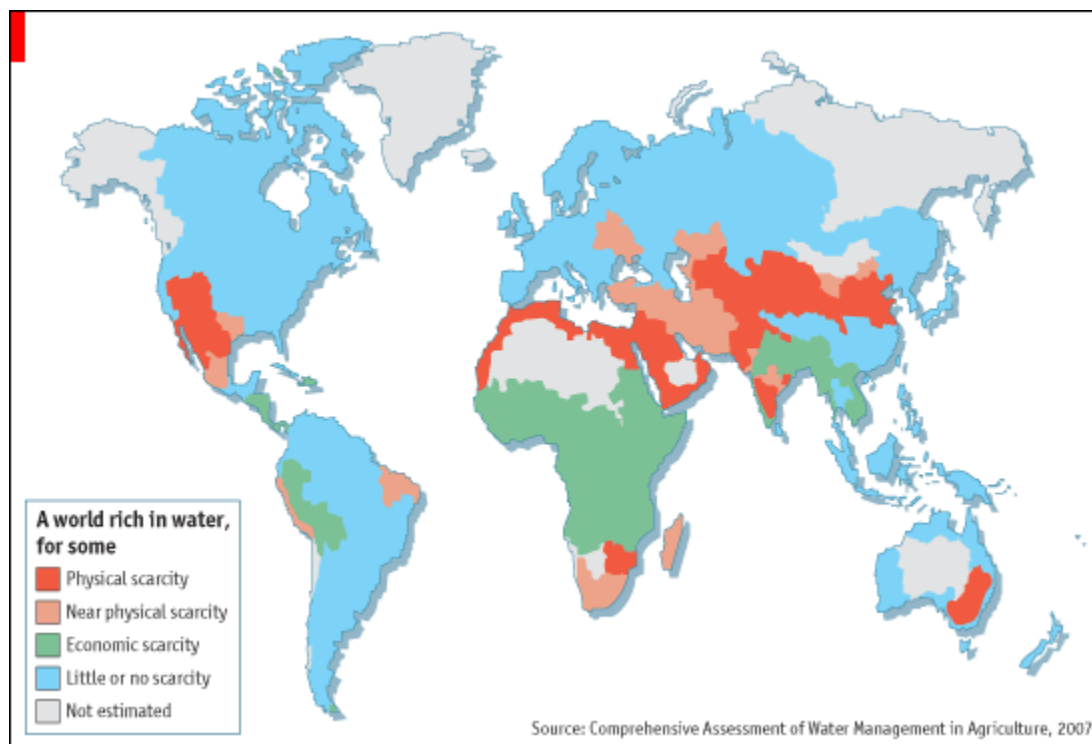 A world rich in water,
for some
Physical scarcity
Near physical scarcity
Economic scarcity
Little or no scarcity
Not estimated
Source: Comprehensive Assessment of Water Management in Agriculture, 2007